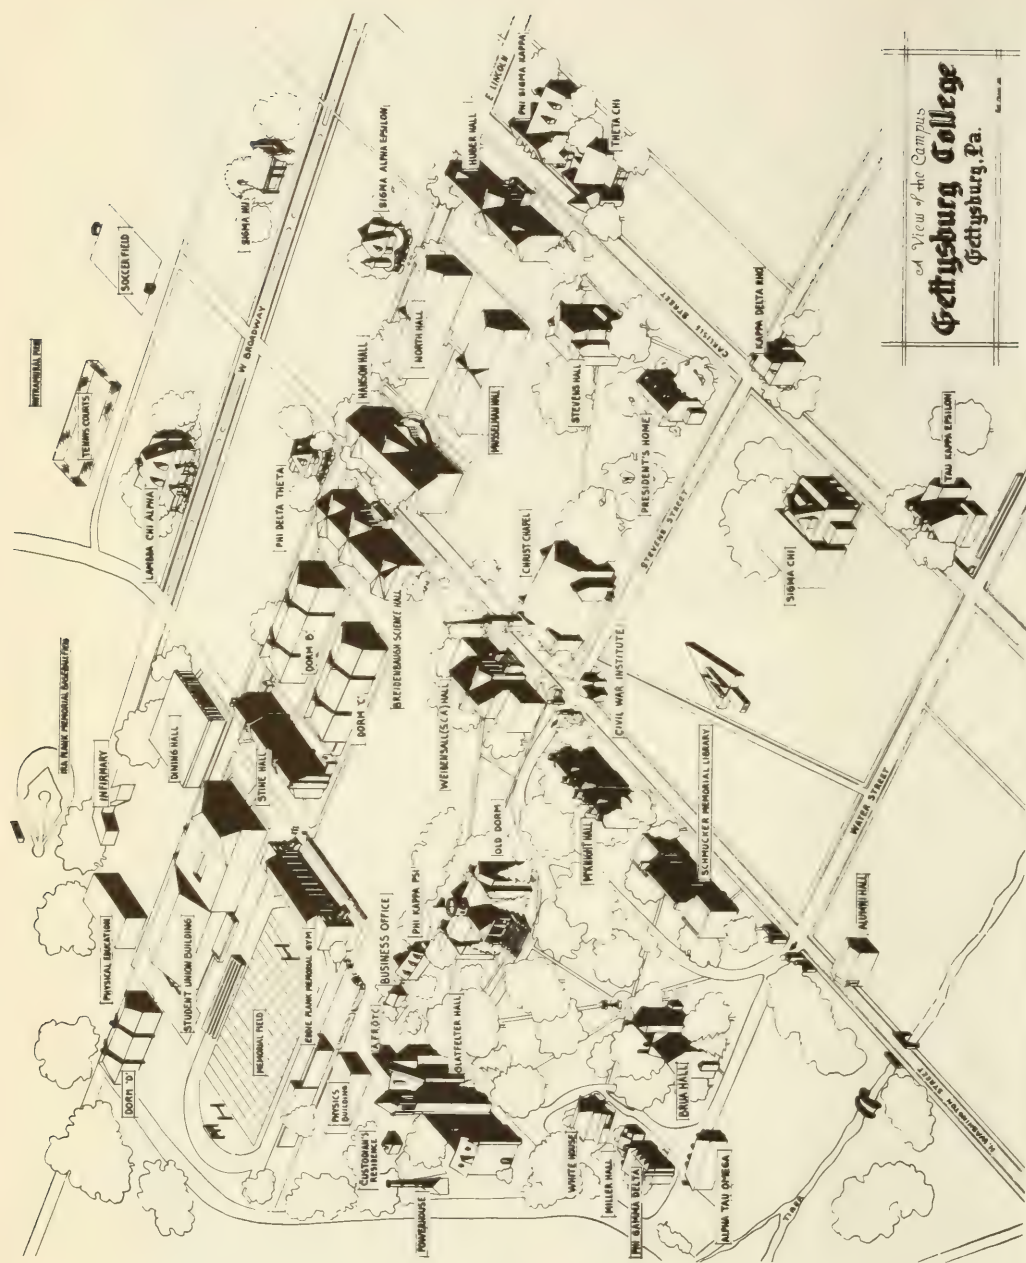 A View of the Campus
Gettysburg College
Gettysburg, Pa.
INTRAMURAL FIELD
SOCCER FIELD
TENNIS COURTS
SIGMA NU
W BROADWAY
LAMBDA CHI ALPHA
IRA PLANK MEMORIAL BASEBALL FIELD
INFIRMARY
DINING HALL
STINE HALL
DORM 'B'
DORM 'C'
PHI DELTA THETA
BREIDENBAUGH SCIENCE HALL
HANSON HALL
NORTH HALL
SIGMA ALPHA EPSILON
HUBER HALL
E LINCOLN
PHI SIGMA KAPPA
THETA CHI
MUSSELMAN HALL
STEVENS HALL
CARLISLE STREET
KAPPA DELTA RHO
PRESIDENT'S HOME
STEVENS STREET
CHRIST CHAPEL
WEIDENSALL (S C A) HALL
CIVIL WAR INSTITUTE
SIGMA CHI
TAU KAPPA EPSILON
N
PHYSICAL EDUCATION
DORM 'D'
STUDENT UNION BUILDING
MEMORIAL FIELD
EDDIE PLANK MEMORIAL GYM
PHYSICS
BUILDING
CUSTODIAN'S
RESIDENCE
POWERHOUSE
A.F.R.O.T.C
BUSINESS OFFICE
PHI KAPPA PSI
GLATFELTER HALL
OLD DORM
McKNIGHT HALL
SCHMUCKER MEMORIAL LIBRARY
WATER STREET
ALUMNI HALL
WHITE HOUSE
MILLER HALL
PHI GAMMA DELTA
ALPHA TAU OMEGA
BRUA HALL
TIBER
N. WASHINGTON STREET